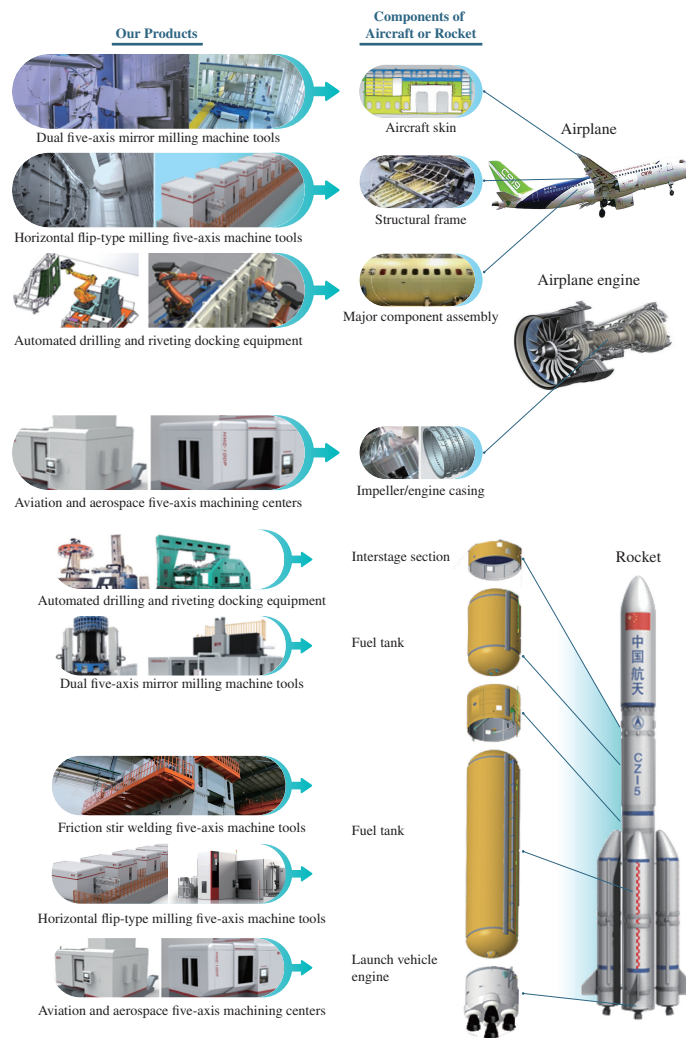 Our Products
Components of
Aircraft or Rocket
Dual five-axis mirror milling machine tools
Aircraft skin
Airplane
C919
Horizontal flip-type milling five-axis machine tools
Structural frame
Automated drilling and riveting docking equipment
Major component assembly
Airplane engine
Aviation and aerospace five-axis machining centers
Impeller/engine casing
Interstage section
Rocket
Automated drilling and riveting docking equipment
Fuel tank
中国航天
Dual five-axis mirror milling machine tools
CZ15
Friction stir welding five-axis machine tools
Fuel tank
Horizontal flip-type milling five-axis machine tools
Launch vehicle
engine
Aviation and aerospace five-axis machining centers